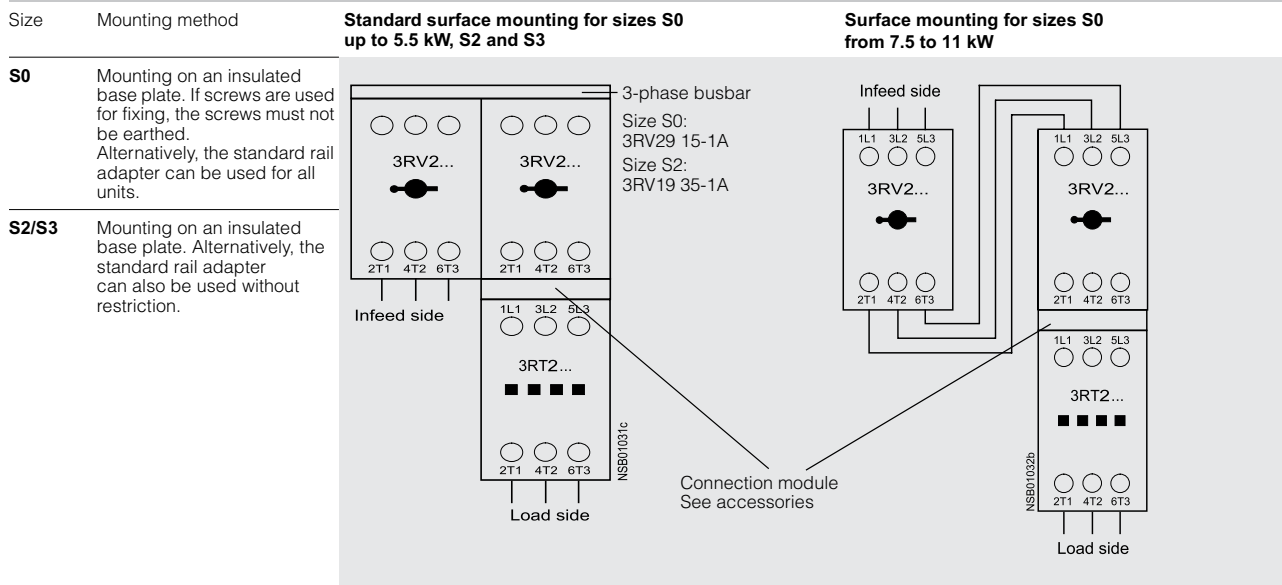 Size
Mounting method
Standard surface mounting for sizes S0
up to 5.5 kW, S2 and S3
Surface mounting for sizes S0
from 7.5 to 11 kW
S0
Mounting on an insulated
base plate. If screws are used
for fixing, the screws must not
be earthed.
Alternatively, the standard rail
adapter can be used for all
units.
S2/S3
Mounting on an insulated
base plate. Alternatively, the
standard rail adapter
can also be used without
restriction.
3-phase busbar
Size S0:
3RV29 15-1A
Size S2:
3RV19 35-1A
3RV2...
3RV2...
2T1 4T2 6T3
2T1 4T2 6T3
Infeed side
1L1 3L2 5L3
3RT2...
2T1 4T2 6T3
Load side
NSB01031c
Connection module
See accessories
Infeed side
1L1 3L2 5L3
1L1 3L2 5L3
3RV2...
3RV2...
2T1 4T2 6T3
2T1 4T2 6T3
1L1 3L2 5L3
3RT2...
2T1 4T2 6T3
Load side
NSB01032b